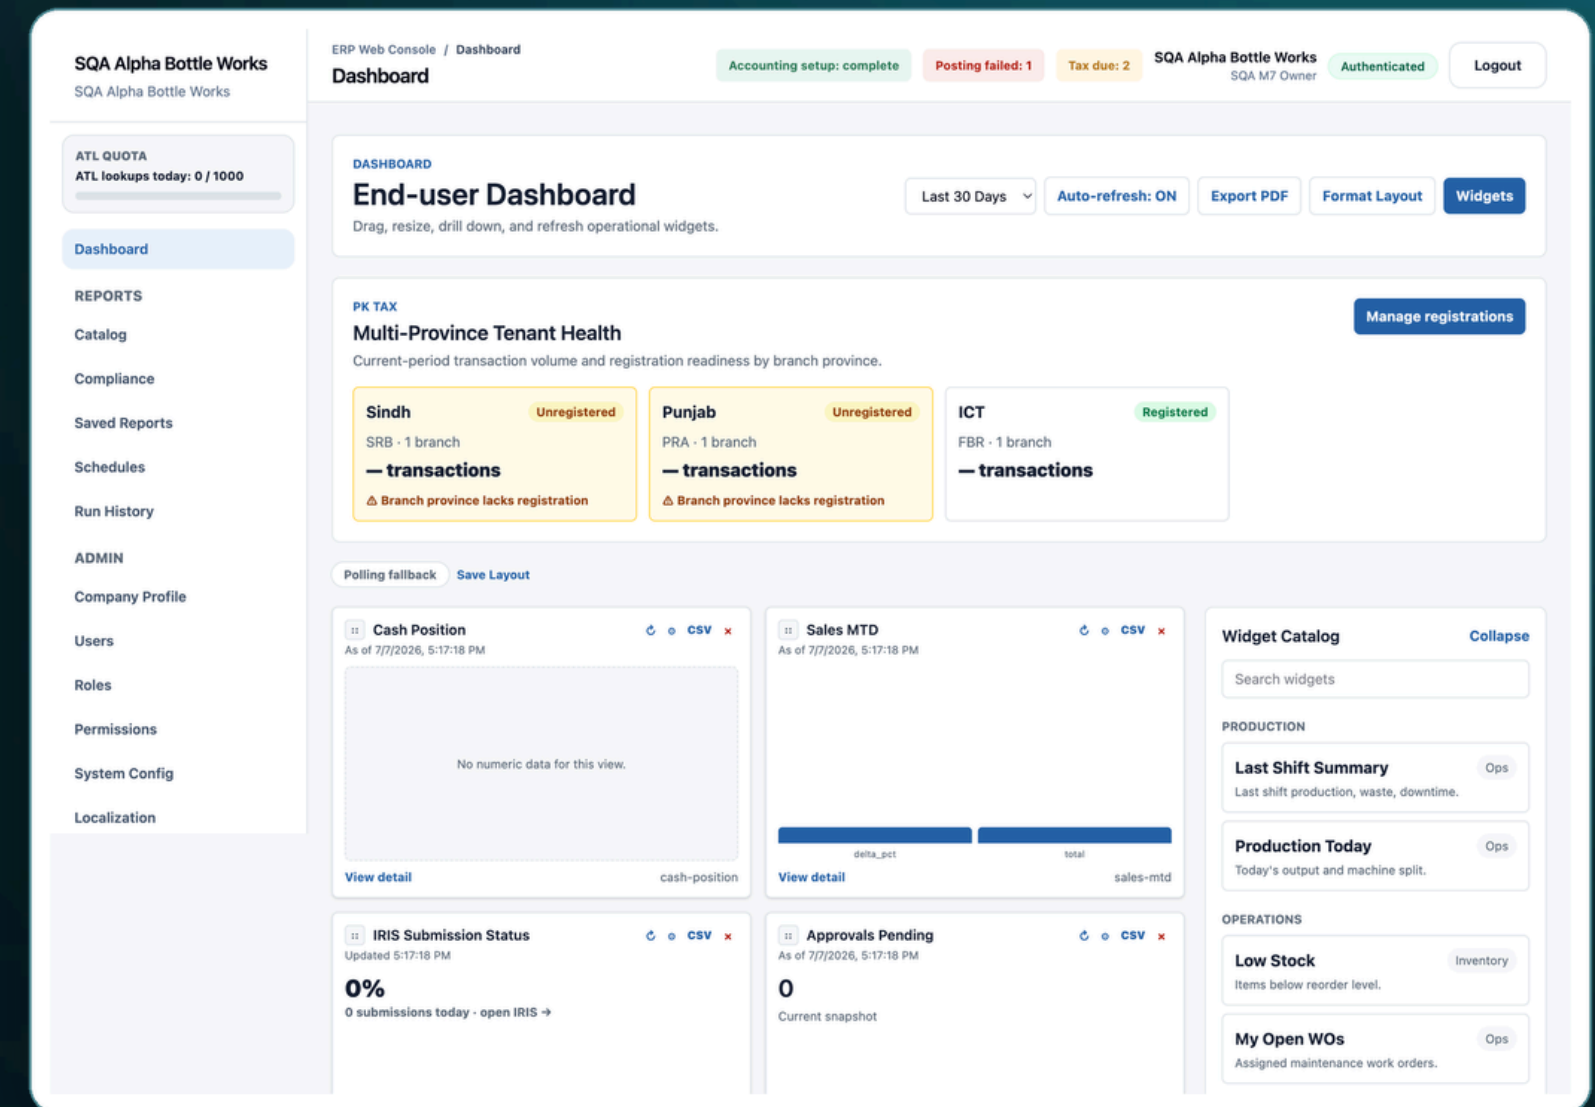 SQA Alpha Bottle Works
SQA Alpha Bottle Works
ATL QUOTA
ATL lookups today: 0 / 1000
Dashboard
REPORTS
Catalog
Compliance
Saved Reports
Schedules
Run History
ADMIN
Company Profile
Users
Roles
Permissions
System Config
Localization
ERP Web Console / Dashboard
Dashboard
Accounting setup: complete
Posting failed: 1
Tax due: 2
SQA Alpha Bottle Works
SQA M7 Owner
Authenticated
Logout
DASHBOARD
End-user Dashboard
Drag, resize, drill down, and refresh operational widgets.
Last 30 Days
Auto-refresh: ON
Export PDF
Format Layout
Widgets
PK TAX
Multi-Province Tenant Health
Current-period transaction volume and registration readiness by branch province.
Manage registrations
Sindh
Unregistered
SRB · 1 branch
— transactions
⚠ Branch province lacks registration
Punjab
Unregistered
PRA · 1 branch
— transactions
⚠ Branch province lacks registration
ICT
Registered
FBR · 1 branch
— transactions
Polling fallback
Save Layout
Cash Position
CSV
As of 7/7/2026, 5:17:18 PM
No numeric data for this view.
View detail
cash-position
Sales MTD
CSV
As of 7/7/2026, 5:17:18 PM
delta_pct
total
View detail
sales-mtd
IRIS Submission Status
CSV
Updated 5:17:18 PM
0%
0 submissions today · open IRIS →
Approvals Pending
CSV
As of 7/7/2026, 5:17:18 PM
0
Current snapshot
Widget Catalog
Collapse
Search widgets
PRODUCTION
Last Shift Summary
Ops
Last shift production, waste, downtime.
Production Today
Ops
Today's output and machine split.
OPERATIONS
Low Stock
Inventory
Items below reorder level.
My Open WOs
Ops
Assigned maintenance work orders.